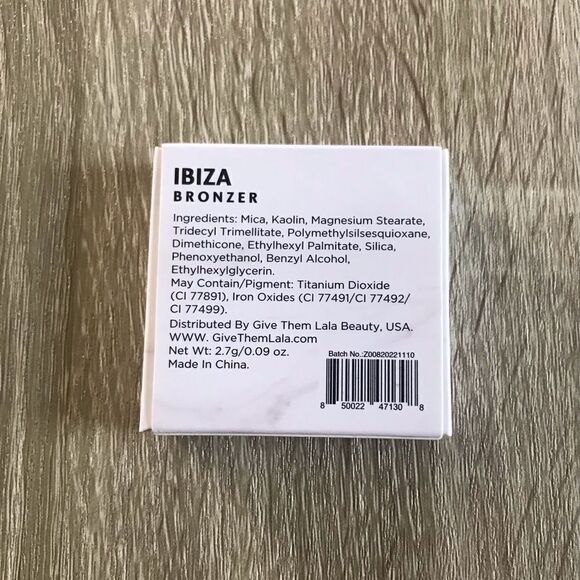 IBIZA
BRONZER
Ingredients: Mica, Kaolin, Magnesium Stearate,
Tridecyl Trimellitate, Polymethylsilsesquioxane,
Dimethicone, Ethylhexyl Palmitate, Silica,
Phenoxyethanol, Benzyl Alcohol,
Ethylhexylglycerin.
May Contain/Pigment: Titanium Dioxide
(CI 77891), Iron Oxides (CI 77491/CI 77492/
CI 77499).
Distributed By Give Them Lala Beauty, USA.
WWW. GiveThemLala.com
Net Wt: 2.7g/0.09 oz.
Made In China.
Batch No.:Z00820221110
8 50022 47130 8